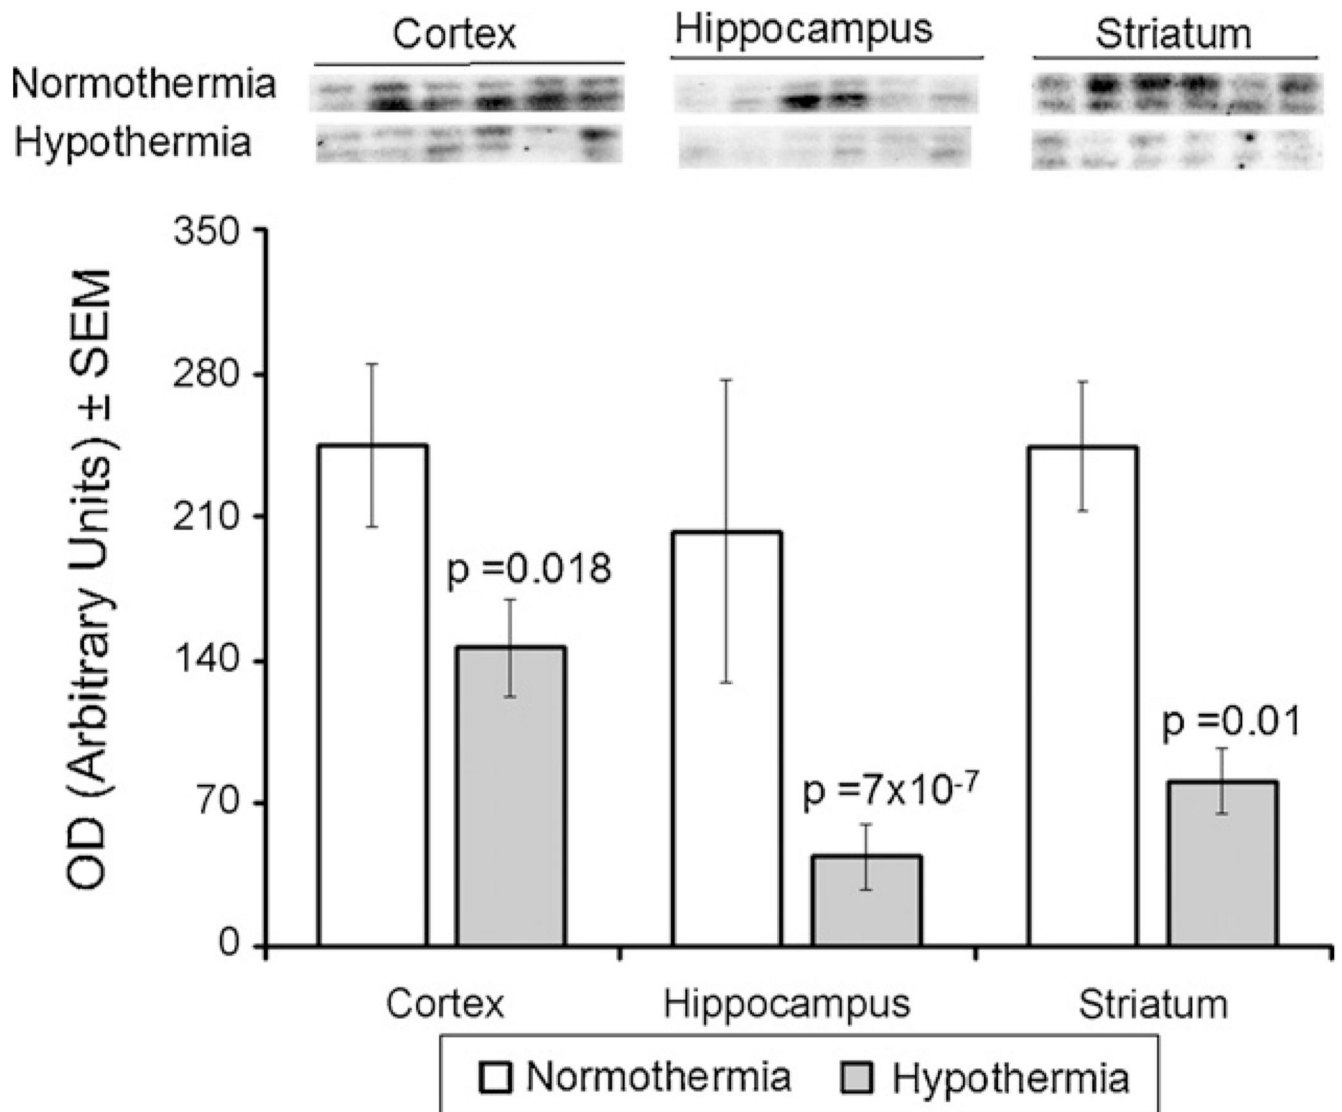 Cortex
Hippocampus
Striatum
Normothermia
Hypothermia
350
280
210
140
70
0
OD (Arbitrary Units) ± SEM
p =0.018
p =7x10⁻⁷
p =0.01
Cortex
Hippocampus
Striatum
Normothermia
Hypothermia